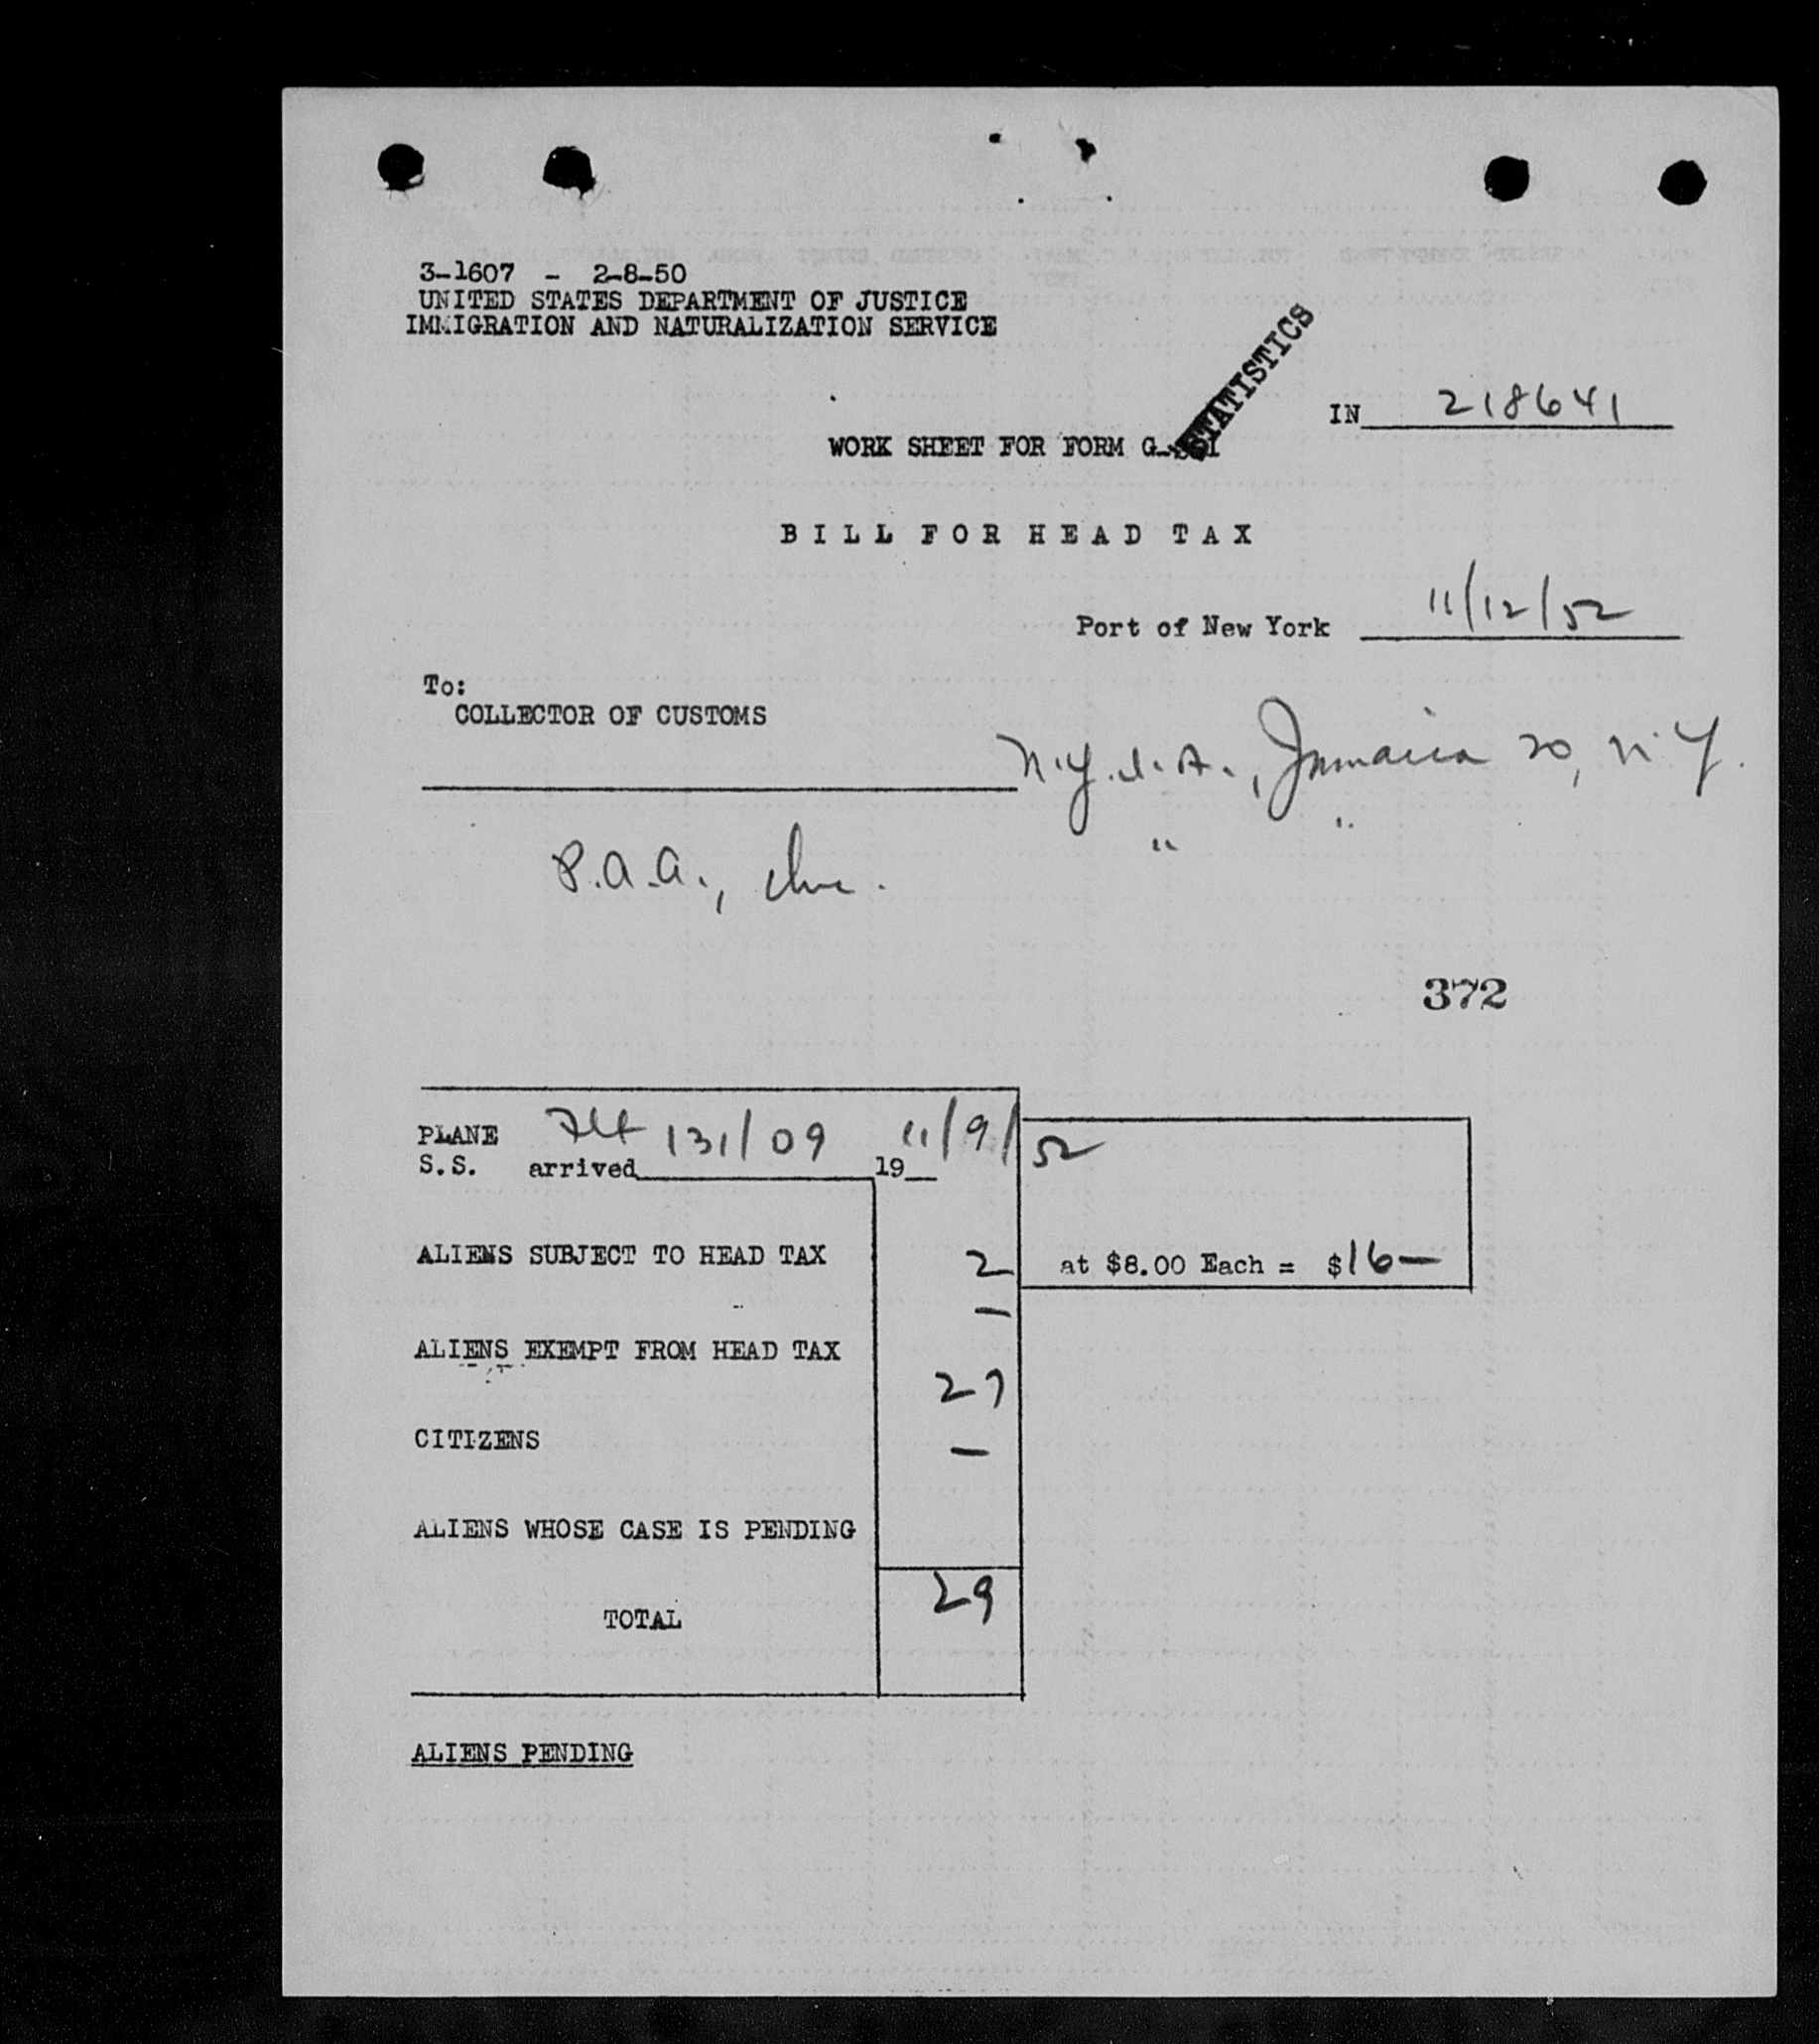 3-1607 - 2-8-50
UNITED STATES DEPARTMENT OF JUSTICE
IMMIGRATION AND NATURALIZATION SERVICE
STATISTICS
IN 218641
WORK SHEET FOR FORM
BILL FOR HEAD TAX
Port of New York 11/12/52
To:
COLLECTOR OF CUSTOMS
N.Y.I.A., Jamaica 20, N.Y.
P.A.A., Inc. " "
372
PLANE Flt 131/09 11/9/52
S.S. arrived 19
ALIENS SUBJECT TO HEAD TAX 2 at $8.00 Each = $16—
—
ALIENS EXEMPT FROM HEAD TAX
27
CITIZENS —
ALIENS WHOSE CASE IS PENDING
TOTAL 29
ALIENS PENDING